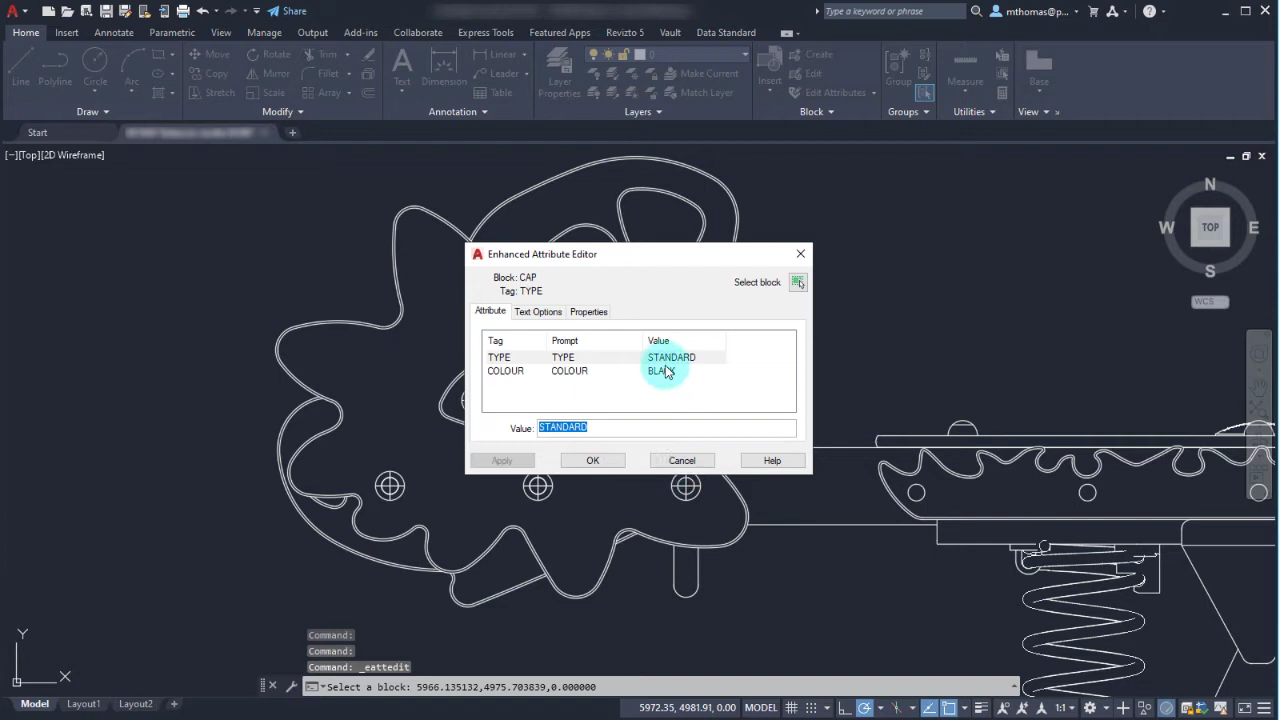 Share
Type a keyword or phrase
mthomas@p...
Home Insert Annotate Parametric View Manage Output Add-ins Collaborate Express Tools Featured Apps Revizto 5 Vault Data Standard
Line Polyline Circle Arc
Move Rotate Trim
Copy Mirror Fillet
Stretch Scale Array
Text Dimension
Linear
Leader
Table
Layer Properties
0
Make Current
Match Layer
Insert
Create
Edit
Edit Attributes
Group
Measure
Base
Draw Modify Annotation Layers Block Groups Utilities View
Start
[−][Top][2D Wireframe]
N
W TOP E
S
WCS
Enhanced Attribute Editor
Block: CAP
Tag: TYPE
Select block
Attribute Text Options Properties
Tag Prompt Value
TYPE TYPE STANDARD
COLOUR COLOUR
Value: STANDARD
Apply OK Cancel Help
Y
X
Command:
Command:
Command: _eattedit
Select a block: 5966.135132,4975.703839,0.000000
Model Layout1 Layout2
5972.35, 4981.91, 0.00 MODEL 1:1